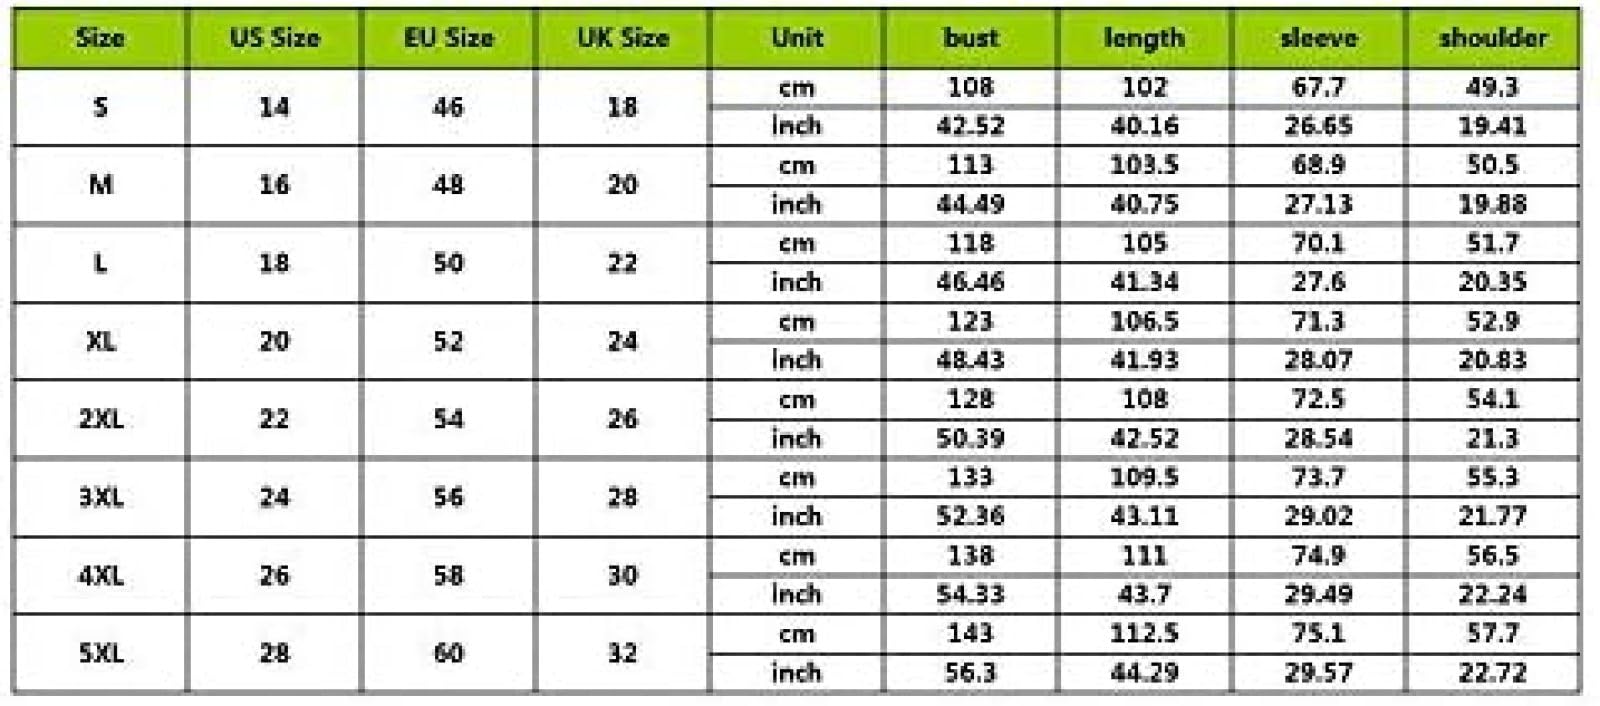 Size US Size EU Size UK Size Unit bust length sleeve shoulder
S 14 46 18 cm 108 102 67.7 49.3
inch 42.52 40.16 26.65 19.41
M 16 48 20 cm 113 103.5 68.9 50.5
inch 44.49 40.75 27.13 19.88
L 18 50 22 cm 118 105 70.1 51.7
inch 46.46 41.34 27.6 20.35
XL 20 52 24 cm 123 106.5 71.3 52.9
inch 48.43 41.93 28.07 20.83
2XL 22 54 26 cm 128 108 72.5 54.1
inch 50.39 42.52 28.54 21.3
3XL 24 56 28 cm 133 109.5 73.7 55.3
inch 52.36 43.11 29.02 21.77
4XL 26 58 30 cm 138 111 74.9 56.5
inch 54.33 43.7 29.49 22.24
5XL 28 60 32 cm 143 112.5 75.1 57.7
inch 56.3 44.29 29.57 22.72